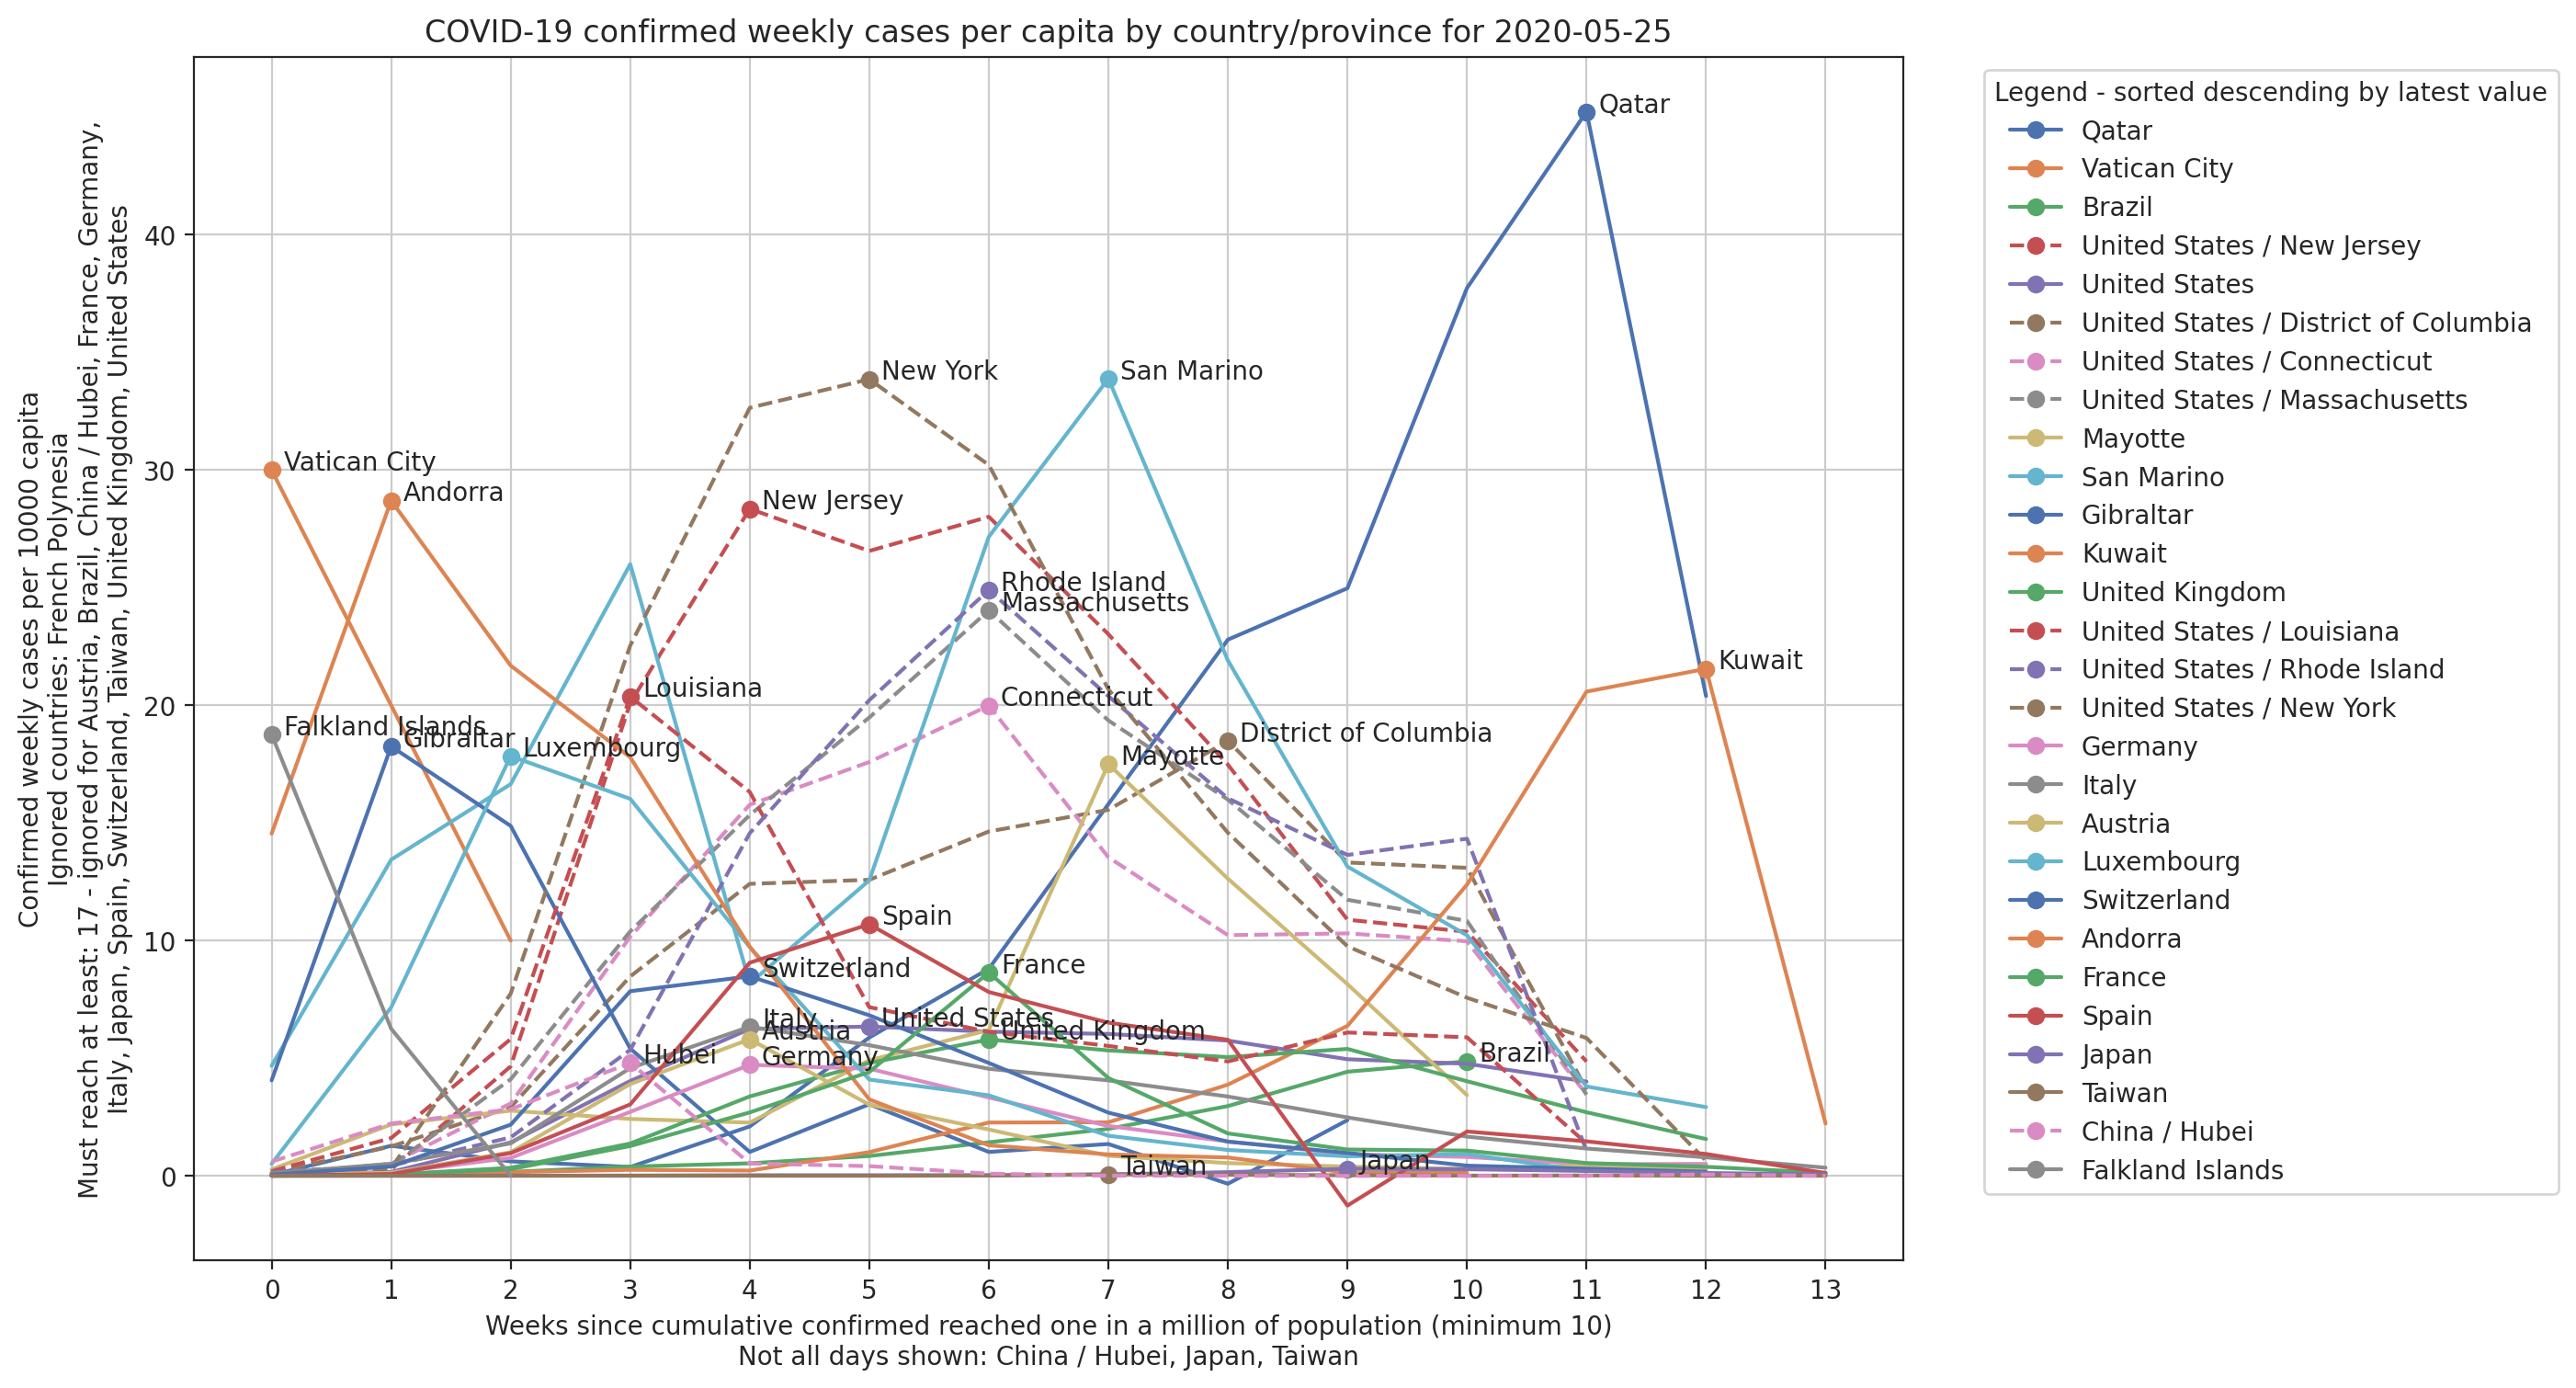 COVID-19 confirmed weekly cases per capita by country/province for 2020-05-25
Confirmed weekly cases per 10000 capita
Ignored countries: French Polynesia
Must reach at least: 17 - ignored for Austria, Brazil, China / Hubei, France, Germany,
Italy, Japan, Spain, Switzerland, Taiwan, United Kingdom, United States
40
30
20
10
0
Qatar
New York
San Marino
Vatican City
Andorra
New Jersey
Rhode Island
Massachusetts
Kuwait
Louisiana
Connecticut
Falkland Islands
Gibraltar
Luxembourg
District of Columbia
Mayotte
Spain
Switzerland
France
Italy
United States
Austria
United Kingdom
Hubei
Germany
Brazil
Taiwan
Japan
0 1 2 3 4 5 6 7 8 9 10 11 12 13
Weeks since cumulative confirmed reached one in a million of population (minimum 10)
Not all days shown: China / Hubei, Japan, Taiwan
Legend - sorted descending by latest value
Qatar
Vatican City
Brazil
United States / New Jersey
United States
United States / District of Columbia
United States / Connecticut
United States / Massachusetts
Mayotte
San Marino
Gibraltar
Kuwait
United Kingdom
United States / Louisiana
United States / Rhode Island
United States / New York
Germany
Italy
Austria
Luxembourg
Switzerland
Andorra
France
Spain
Japan
Taiwan
China / Hubei
Falkland Islands